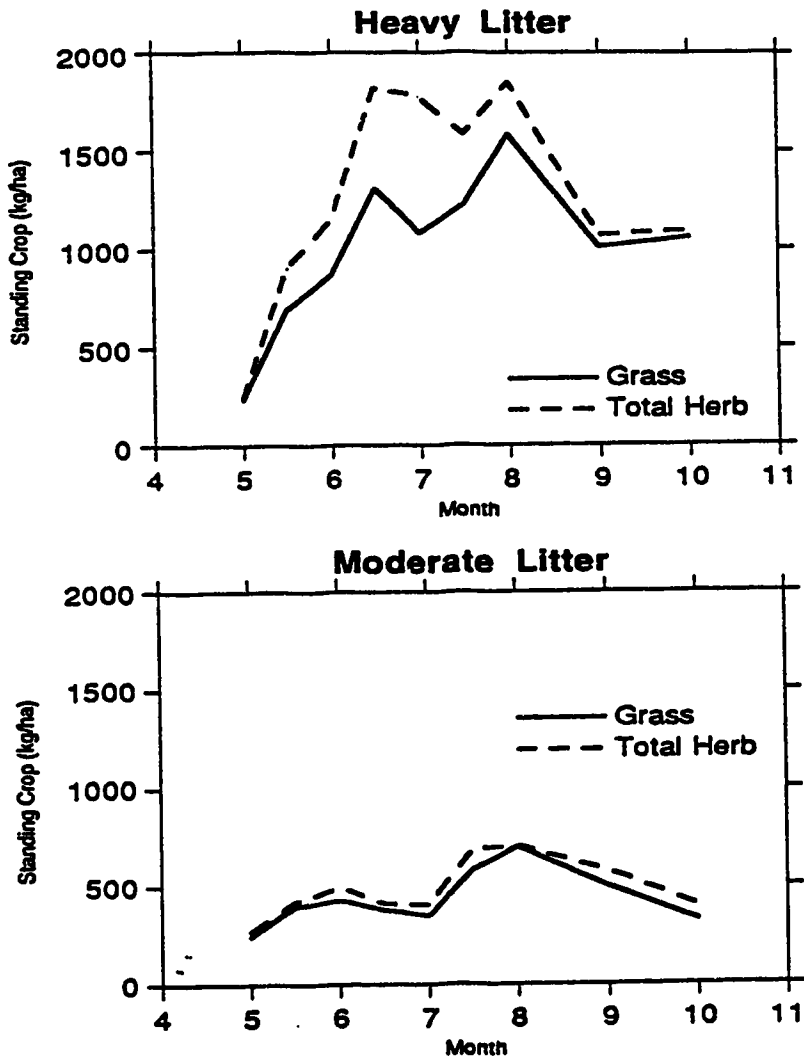 Heavy Litter
2000
1500
1000
500
0
Standing Crop (kg/ha)
Grass
Total Herb
4 5 6 7 8 9 10 11
Month
Moderate Litter
2000
1500
1000
500
0
Standing Crop (kg/ha)
Grass
Total Herb
4 5 6 7 8 9 10 11
Month